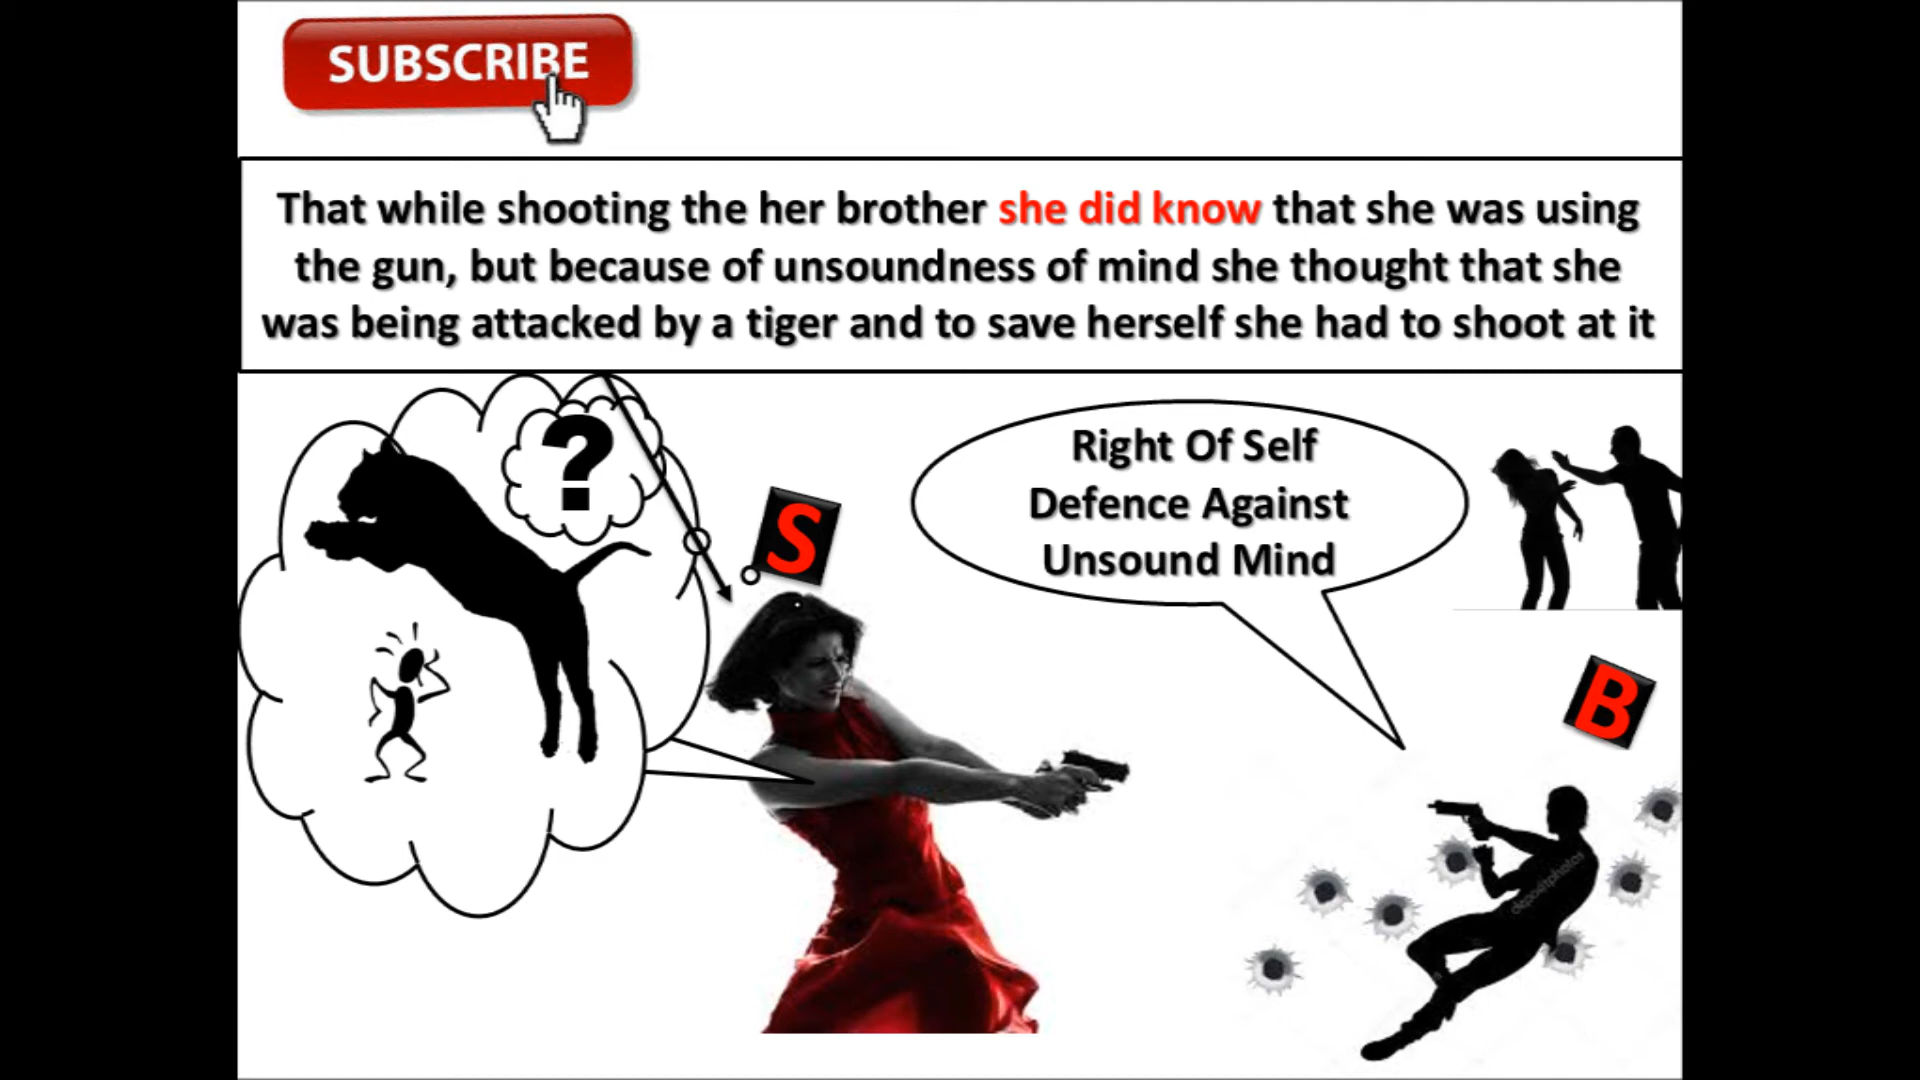 SUBSCRIBE
That while shooting the her brother she did know that she was using
the gun, but because of unsoundness of mind she thought that she
was being attacked by a tiger and to save herself she had to shoot at it
?
S
Right Of Self
Defence Against
Unsound Mind
B
depositphotos